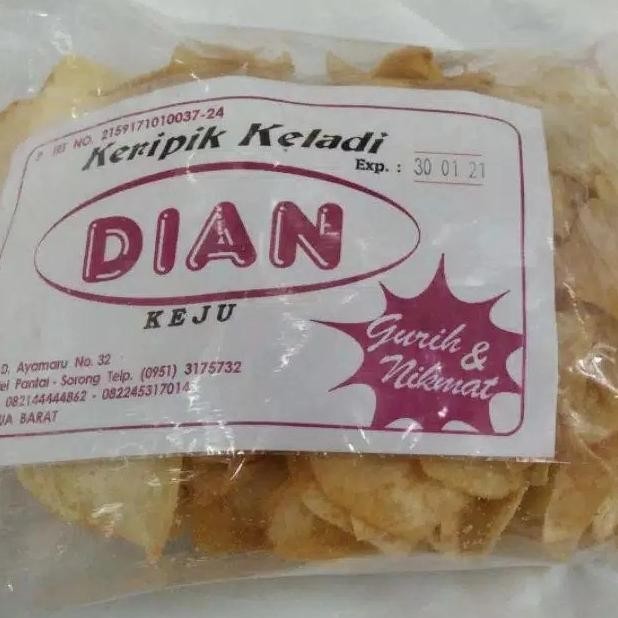 P IRT NO. 2159171010037-24
Keripik Keladi
Exp. : 30 01 21
DIAN
KEJU
Gurih
&
Nikmat
D. Ayamaru No. 32
Pantai - Sorong Telp. (0951) 3175732
082144444862 - 082245317014
BARAT